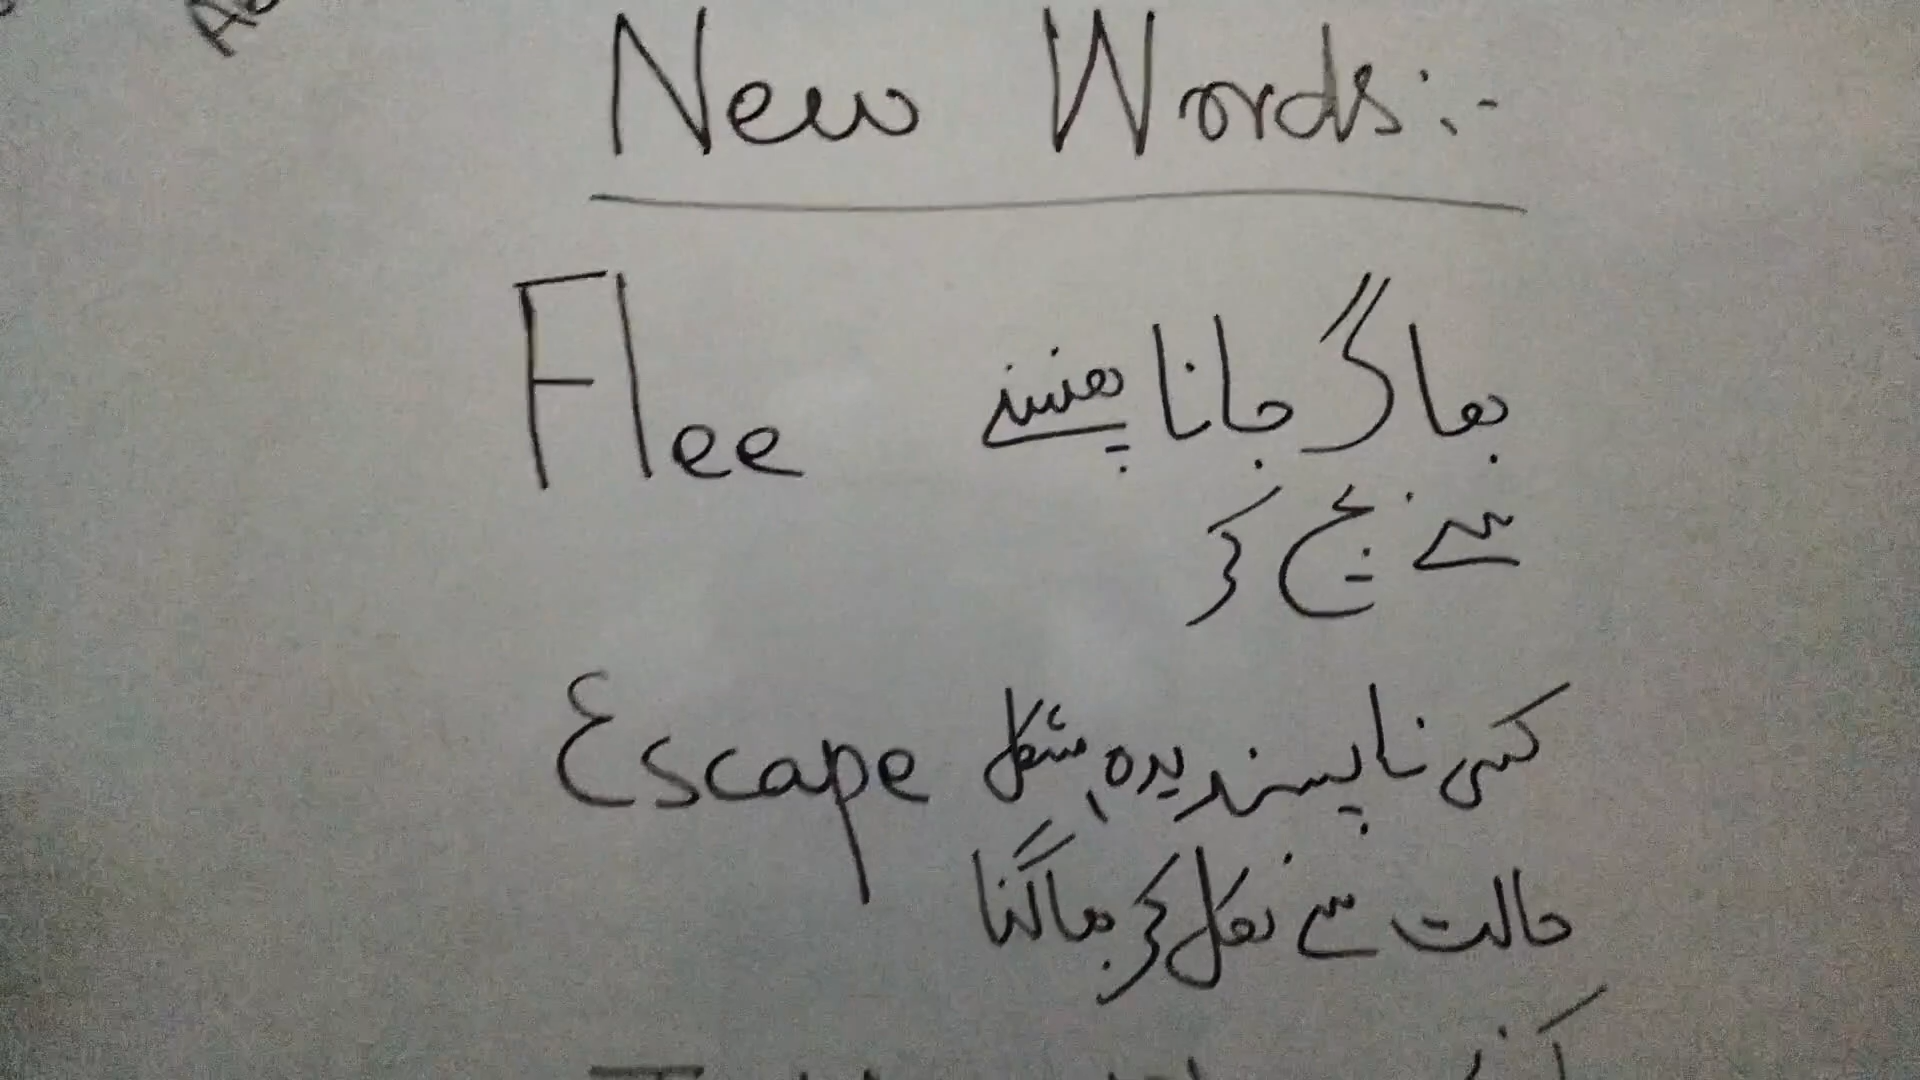 New Words:-
Flee بھاگ جانا پھنسنے
سے بچ کر
Escape کسی ناپسندیدہ، مشکل
حالت سے نکل کر بھاگنا